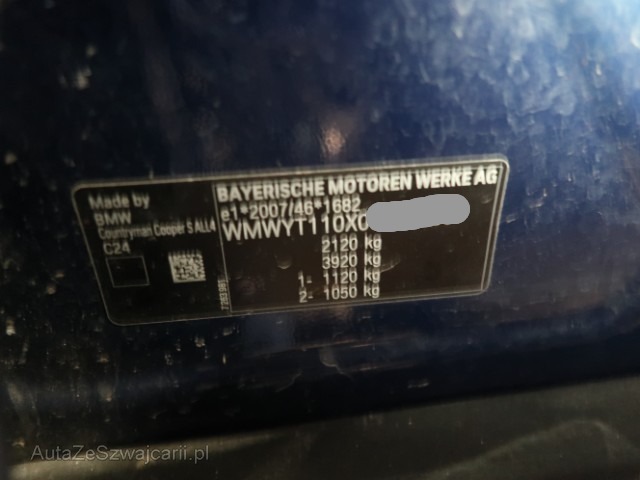 BAYERISCHE MOTOREN WERKE AG
e1*2007/46*1682
WMWYT110X0
2120 kg
3920 kg
1- 1120 kg
2- 1050 kg
Made by
BMW
Countryman Cooper S ALL4
C24
AutaZeSzwajcarii.pl